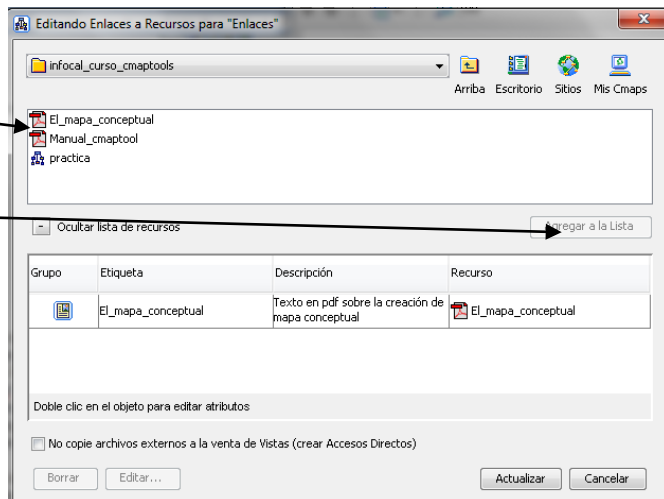 Editando Enlaces a Recursos para "Enlaces"
infocal_curso_cmaptools
Arriba Escritorio Sitios Mis Cmaps
El_mapa_conceptual
Manual_cmaptool
practica
- Ocultar lista de recursos Agregar a la Lista
Grupo Etiqueta Descripción Recurso
El_mapa_conceptual Texto en pdf sobre la creación de El_mapa_conceptual
mapa conceptual
Doble clic en el objeto para editar atributos
No copie archivos externos a la venta de Vistas (crear Accesos Directos)
Borrar Editar... Actualizar Cancelar